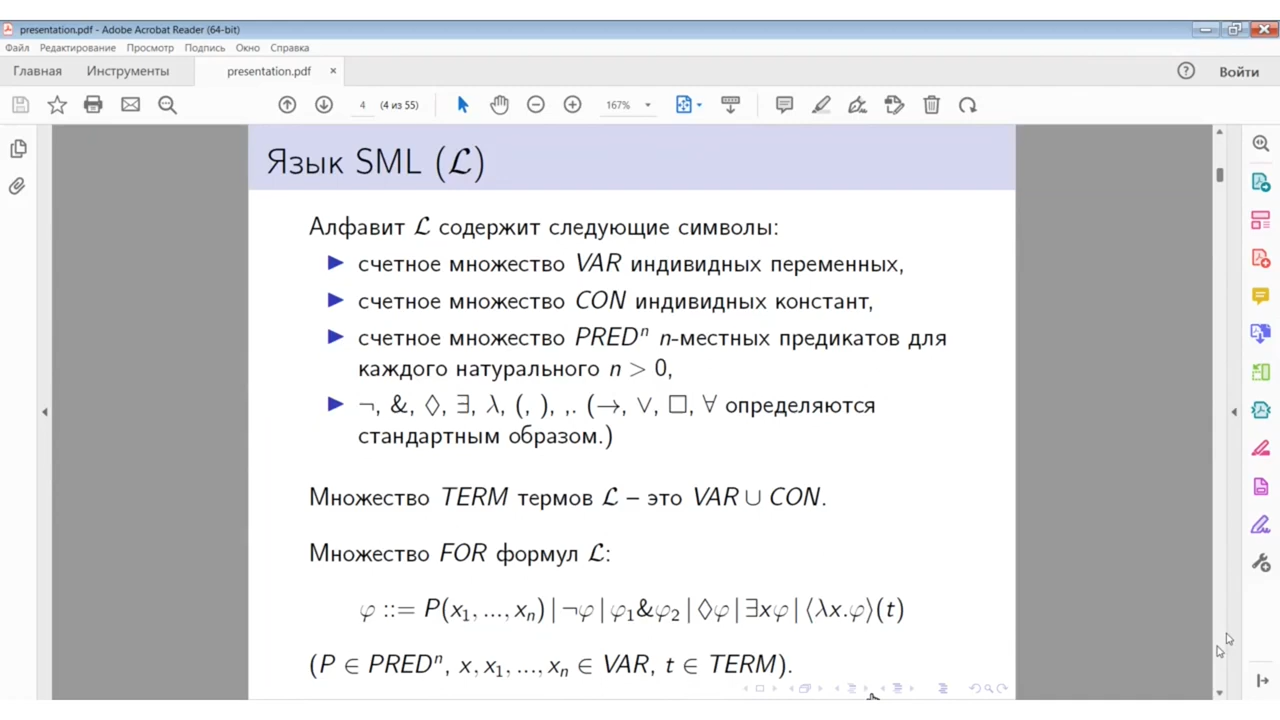 presentation.pdf - Adobe Acrobat Reader (64-bit)
Файл Редактирование Просмотр Подпись Окно Справка
Главная Инструменты presentation.pdf × Войти
4 (4 из 55) 167%
Язык SML (ℒ)
Алфавит ℒ содержит следующие символы:
▶ счетное множество VAR индивидных переменных,
▶ счетное множество CON индивидных констант,
▶ счетное множество PREDⁿ n-местных предикатов для
каждого натурального n > 0,
▶ ¬, &, ◊, ∃, λ, (, ), ,. (→, ∨, □, ∀ определяются
стандартным образом.)
Множество TERM термов ℒ – это VAR ∪ CON.
Множество FOR формул ℒ:
φ ::= P(x₁, ..., xₙ) | ¬φ | φ₁&φ₂ | ◊φ | ∃xφ | ⟨λx.φ⟩(t)
(P ∈ PREDⁿ, x, x₁, ..., xₙ ∈ VAR, t ∈ TERM).